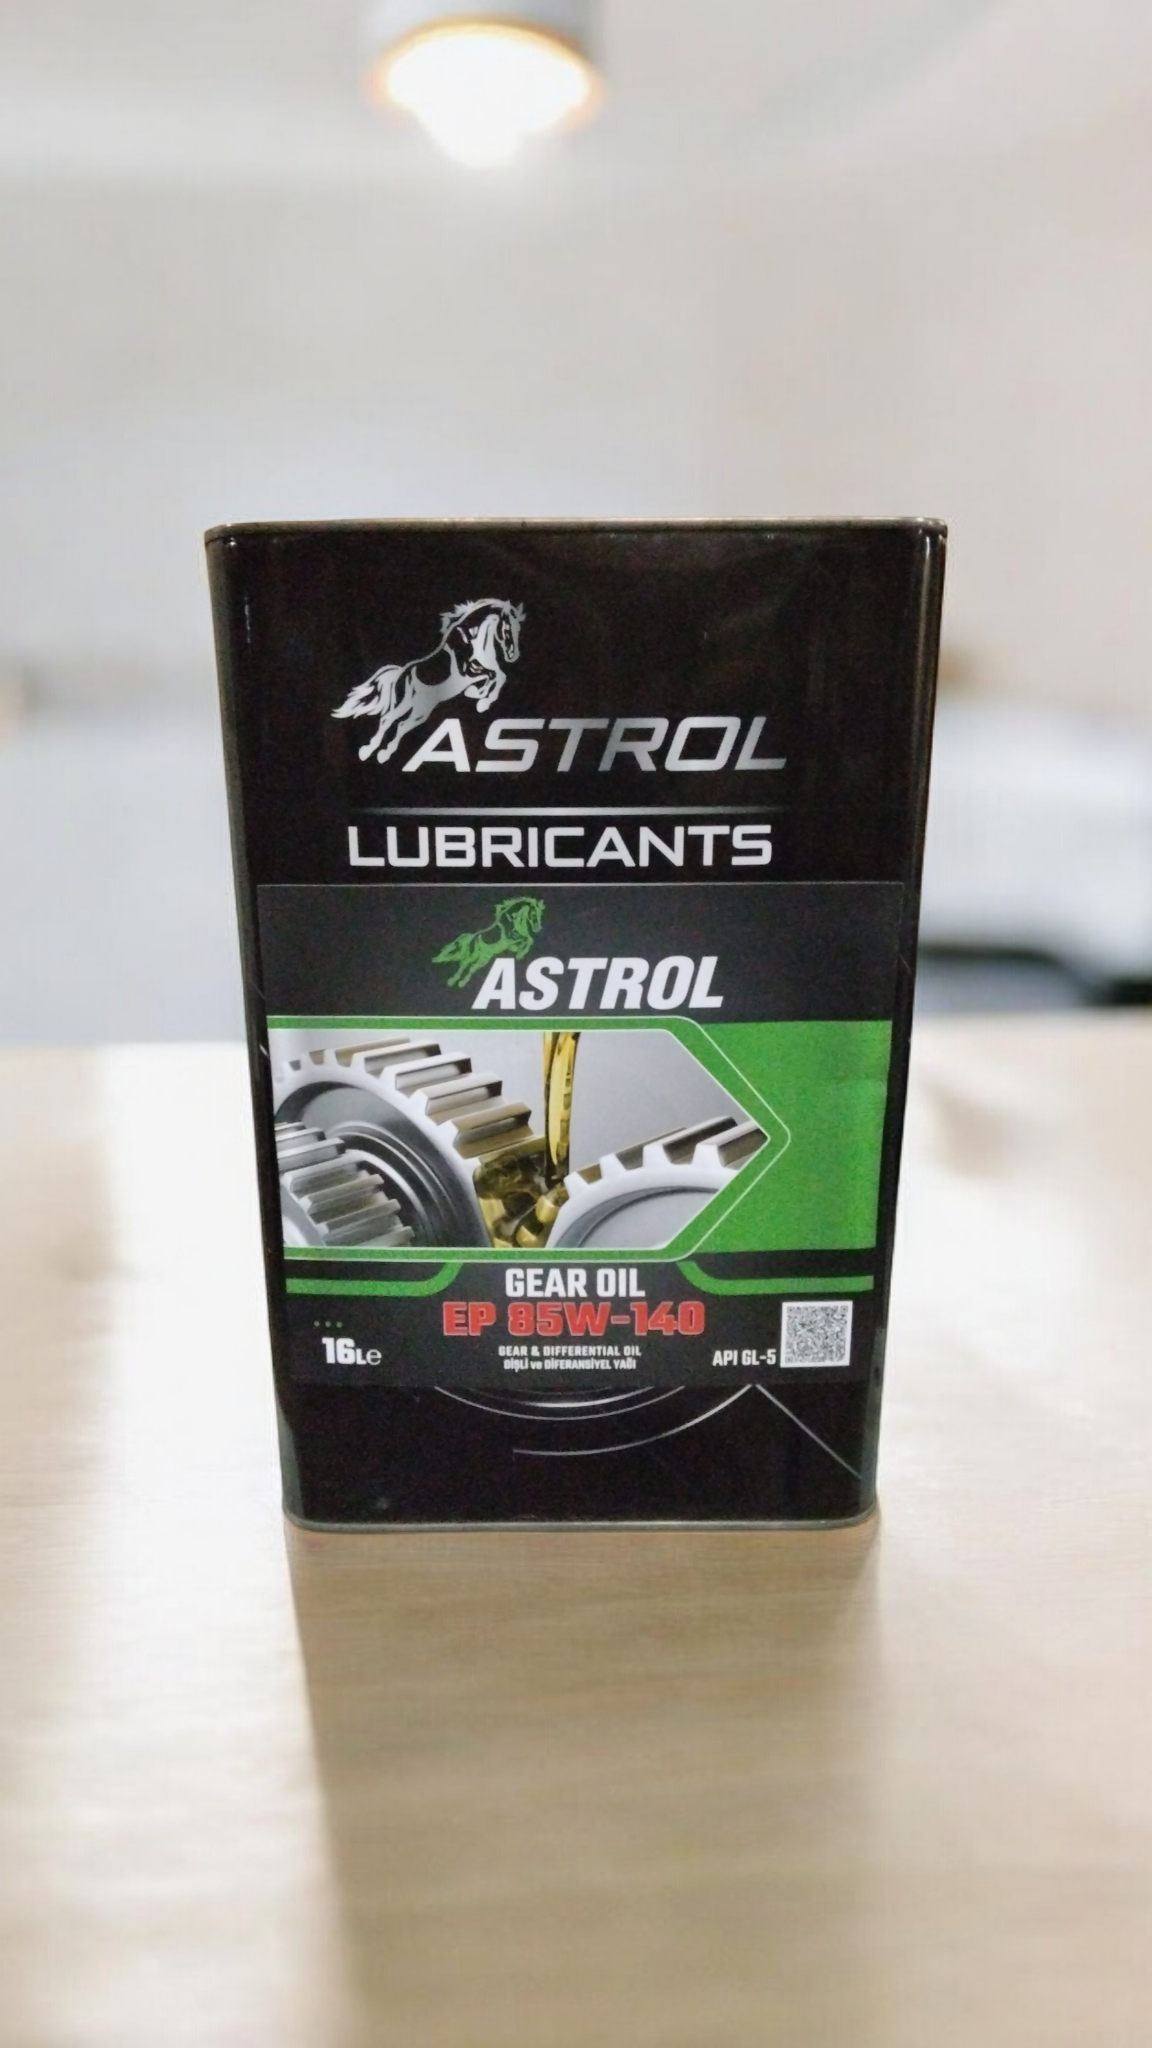 ASTROL
LUBRICANTS
ASTROL
GEAR OIL
EP 85W-140
GEAR & DIFFERENTIAL OIL
DİŞLİ ve DİFERANSİYEL YAĞI
16Le
API GL-5